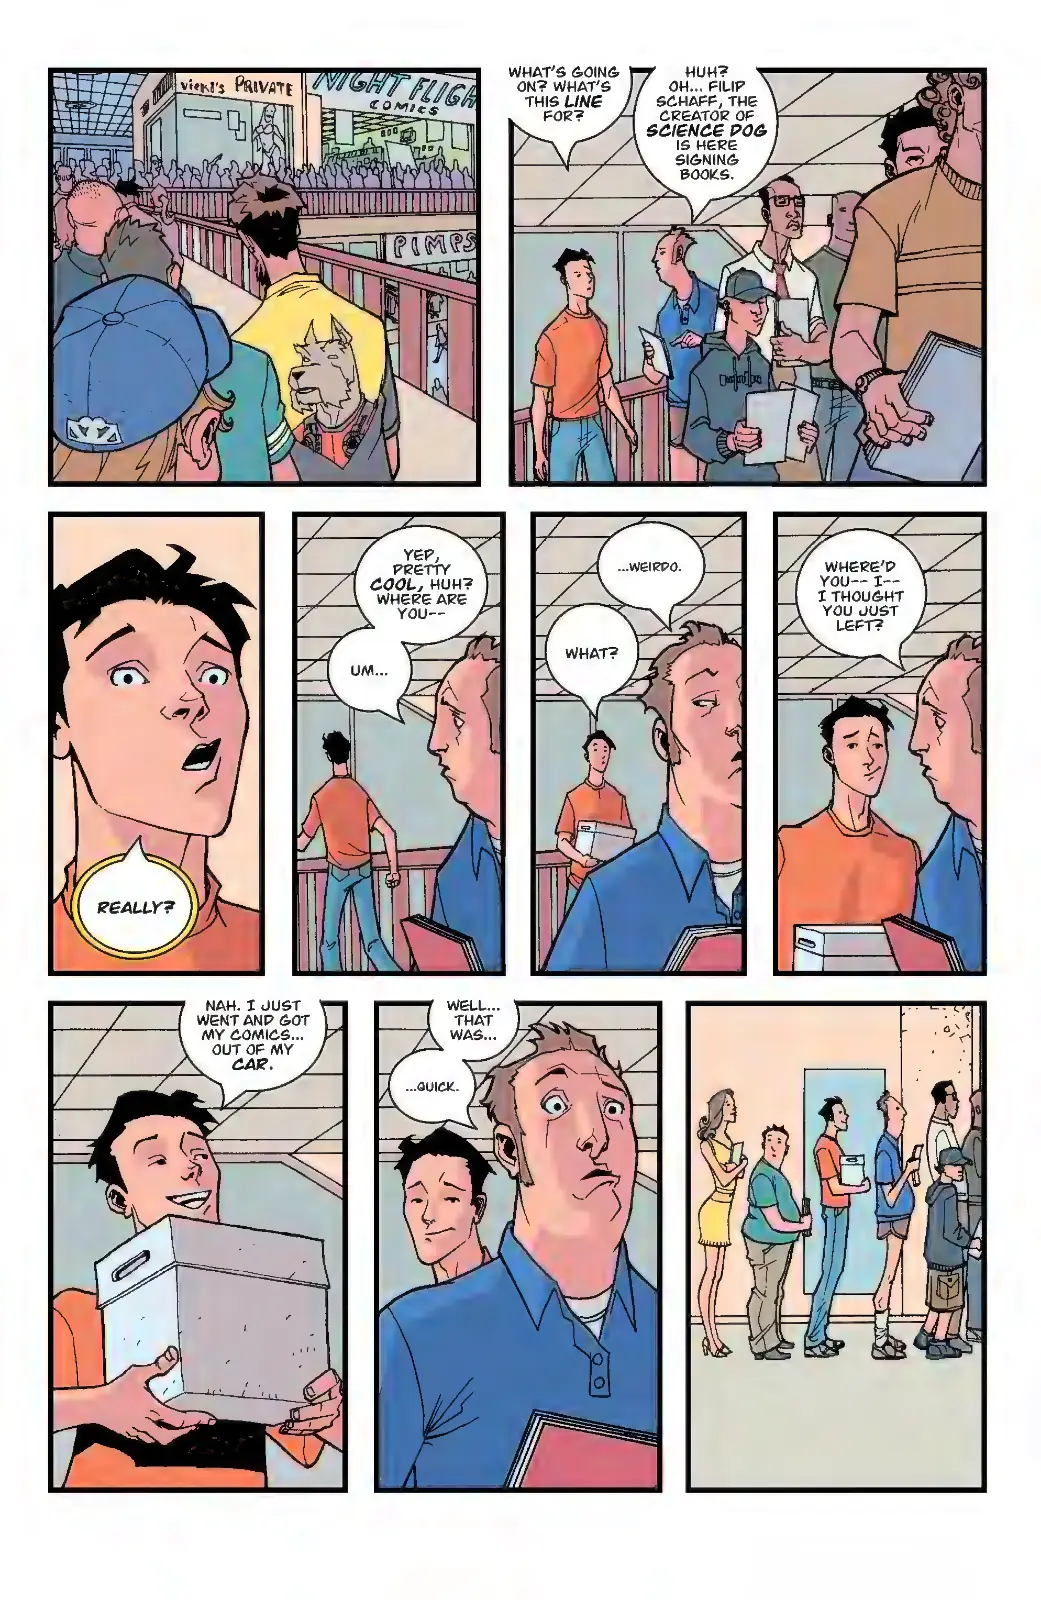 vicki's PRIVATE
NIGHT FLIGH
COMICS
PIMPS
WHAT'S GOING
ON? WHAT'S
THIS LINE
FOR?
HUH?
OH... FILIP
SCHAFF, THE
CREATOR OF
SCIENCE DOG
IS HERE
SIGNING
BOOKS.
REALLY?
YEP,
PRETTY
COOL, HUH?
WHERE ARE
YOU--
UM...
...WEIRDO.
WHAT?
WHERE'D
YOU-- I--
I THOUGHT
YOU JUST
LEFT?
NAH. I JUST
WENT AND GOT
MY COMICS...
OUT OF MY
CAR.
WELL...
THAT
WAS...
...QUICK.